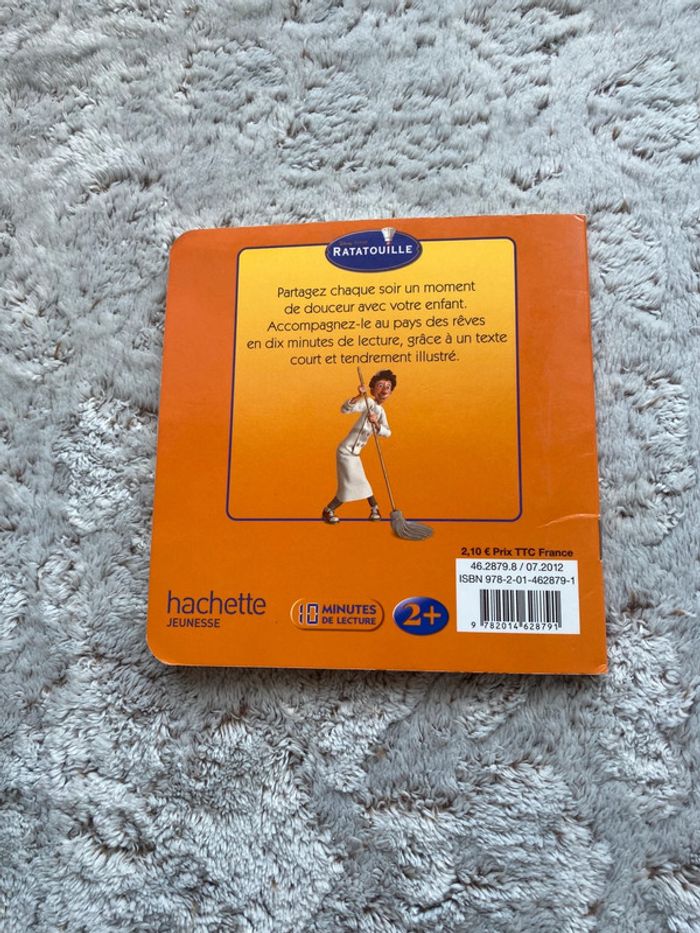 Disney · PIXAR
RATATOUILLE
Partagez chaque soir un moment
de douceur avec votre enfant.
Accompagnez-le au pays des rêves
en dix minutes de lecture, grâce à un texte
court et tendrement illustré.
2,10 € Prix TTC France
46.2879.8 / 07.2012
ISBN 978-2-01-462879-1
9 782014 628791
hachette
JEUNESSE
10 MINUTES
DE LECTURE
2+